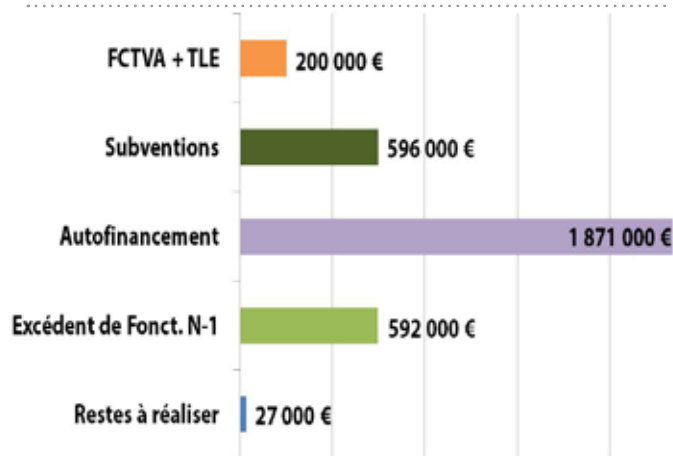 FCTVA + TLE 200 000 €
Subventions 596 000 €
Autofinancement 1 871 000 €
Excédent de Fonct. N-1 592 000 €
Restes à réaliser 27 000 €